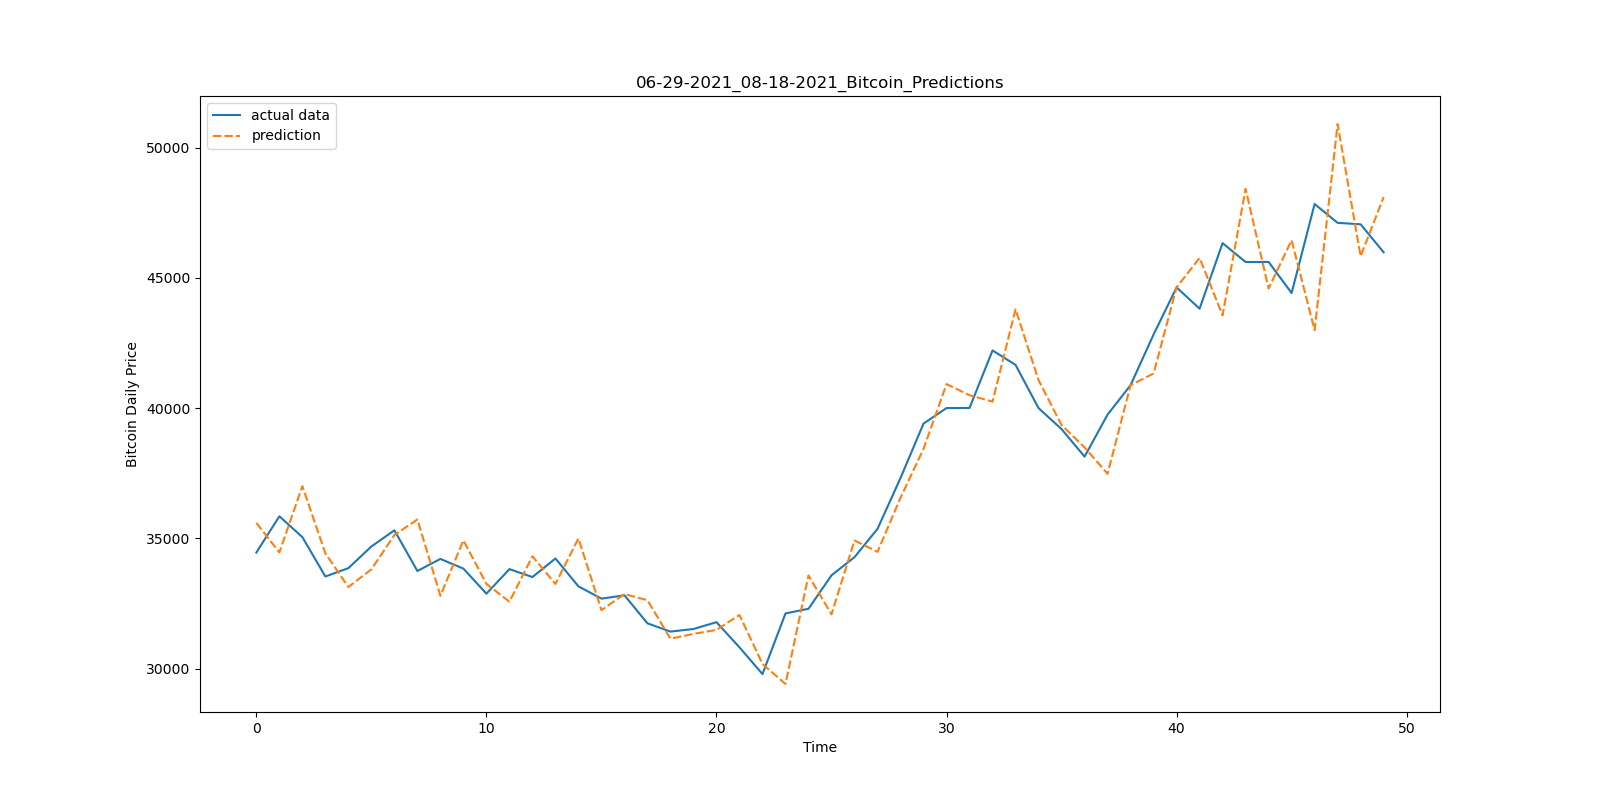 06-29-2021_08-18-2021_Bitcoin_Predictions
actual data
prediction
50000
45000
40000
35000
30000
Bitcoin Daily Price
0 10 20 30 40 50
Time